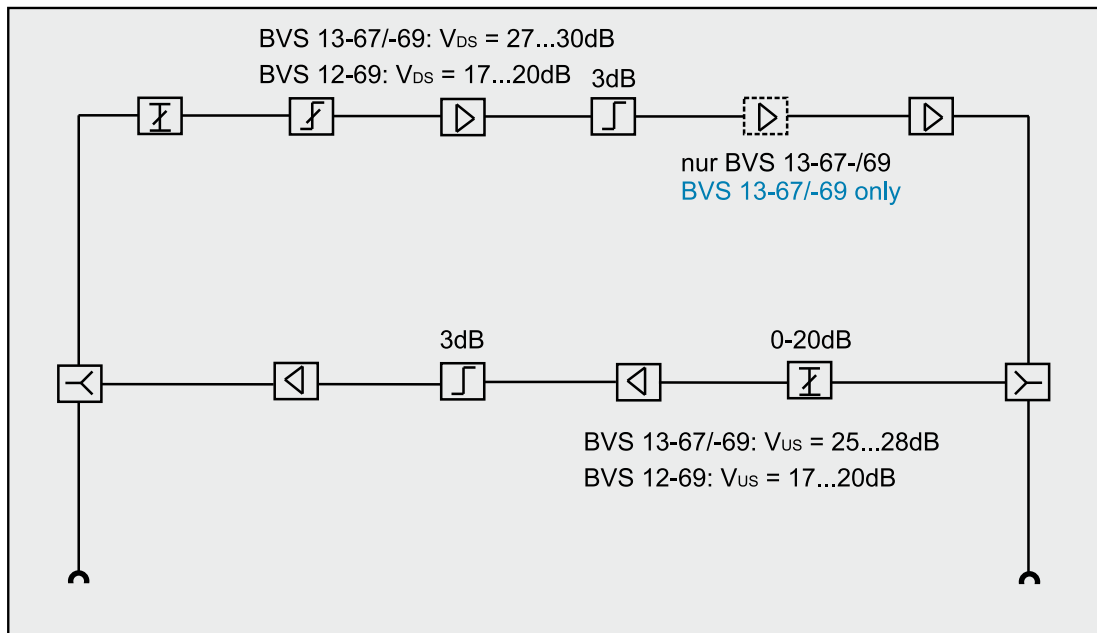 BVS 13-67/-69: VDS = 27...30dB
BVS 12-69: VDS = 17...20dB
3dB
nur BVS 13-67-/69
BVS 13-67/-69 only
3dB
0-20dB
BVS 13-67/-69: VUS = 25...28dB
BVS 12-69: VUS = 17...20dB